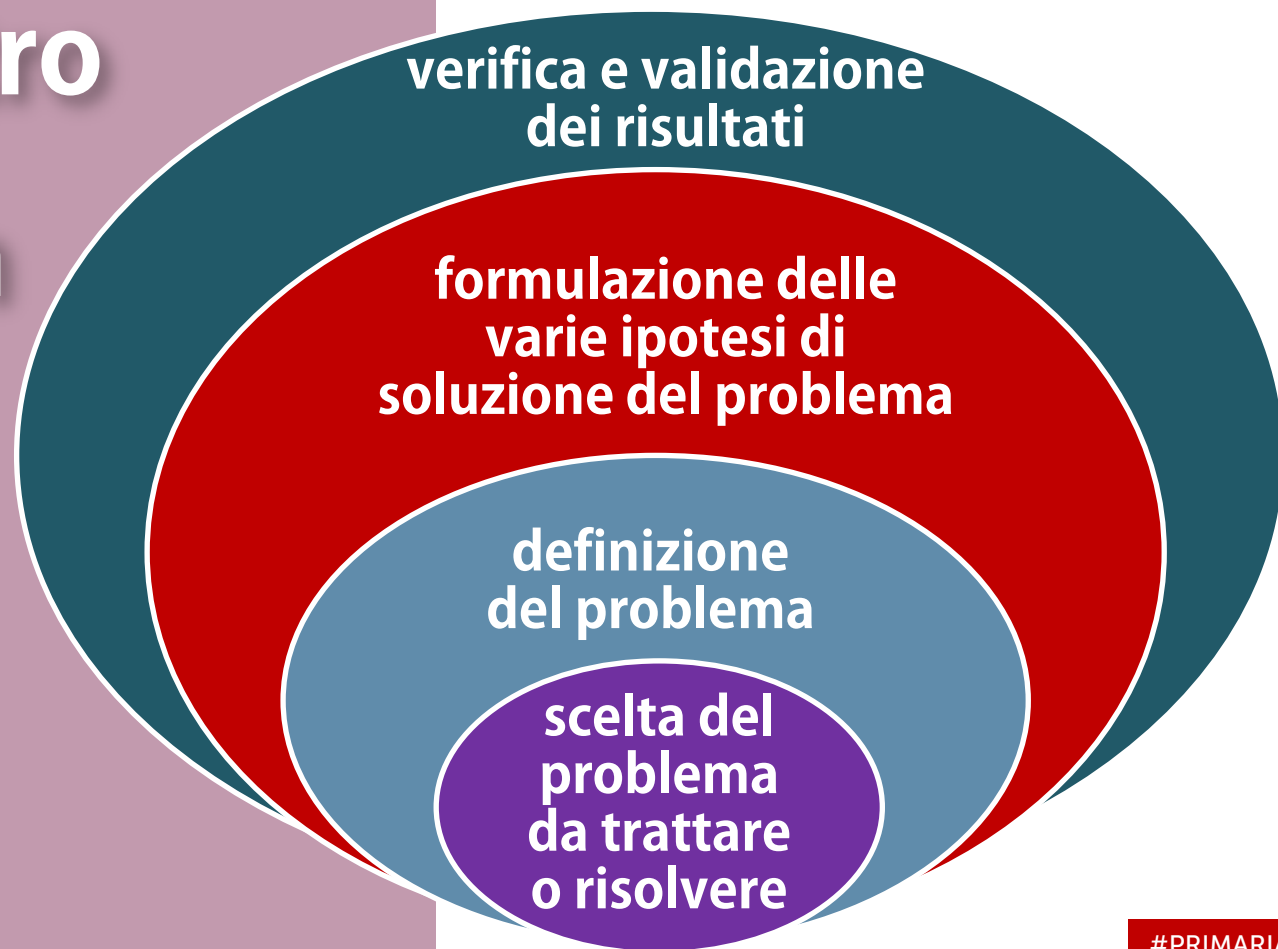 verifica e validazione
dei risultati
formulazione delle
varie ipotesi di
soluzione del problema
definizione
del problema
scelta del
problema
da trattare
o risolvere